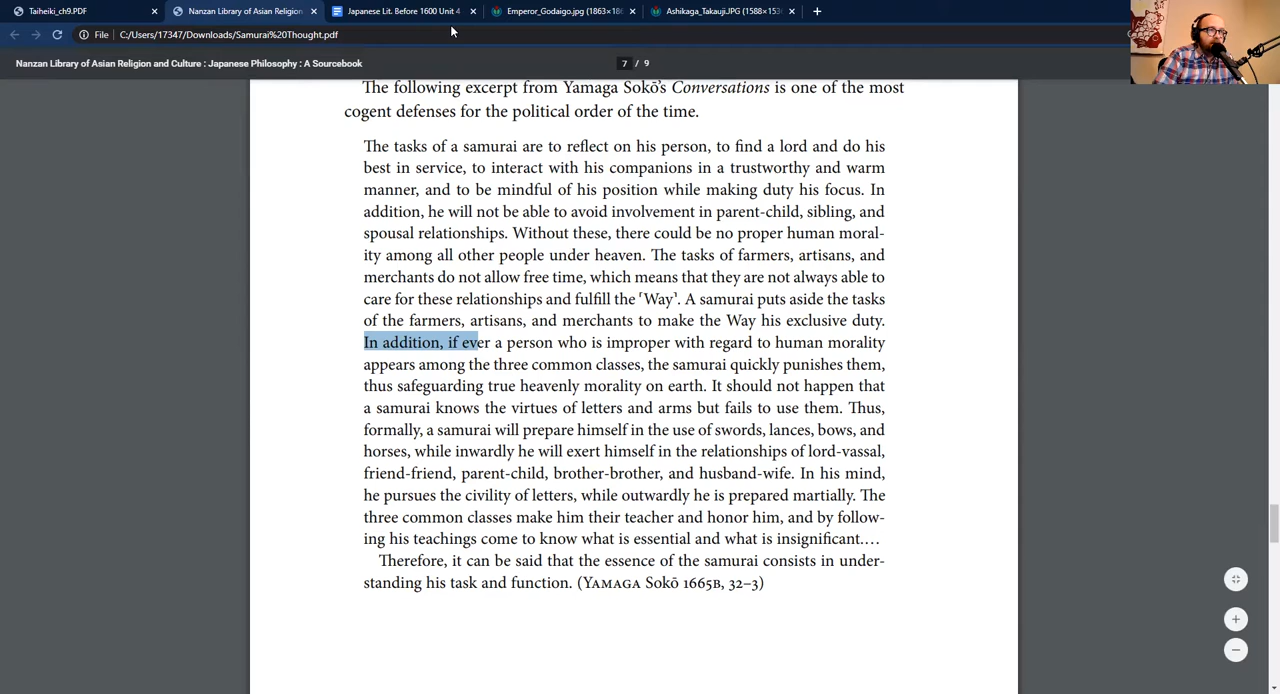 Taiheiki_ch9.PDF
Nanzan Library of Asian Religion
Japanese Lit. Before 1600 Unit 4
Emperor_Godaigo.jpg (1863×18
Ashikaga_Takauji.JPG (1588×153
File C:/Users/17347/Downloads/Samurai%20Thought.pdf
Nanzan Library of Asian Religion and Culture : Japanese Philosophy : A Sourcebook
7 / 9
The following excerpt from Yamaga Sokō’s Conversations is one of the most
cogent defenses for the political order of the time.
The tasks of a samurai are to reflect on his person, to find a lord and do his
best in service, to interact with his companions in a trustworthy and warm
manner, and to be mindful of his position while making duty his focus. In
addition, he will not be able to avoid involvement in parent-child, sibling, and
spousal relationships. Without these, there could be no proper human moral-
ity among all other people under heaven. The tasks of farmers, artisans, and
merchants do not allow free time, which means that they are not always able to
care for these relationships and fulfill the ⌜Way⌝. A samurai puts aside the tasks
of the farmers, artisans, and merchants to make the Way his exclusive duty.
In addition, if ever a person who is improper with regard to human morality
appears among the three common classes, the samurai quickly punishes them,
thus safeguarding true heavenly morality on earth. It should not happen that
a samurai knows the virtues of letters and arms but fails to use them. Thus,
formally, a samurai will prepare himself in the use of swords, lances, bows, and
horses, while inwardly he will exert himself in the relationships of lord-vassal,
friend-friend, parent-child, brother-brother, and husband-wife. In his mind,
he pursues the civility of letters, while outwardly he is prepared martially. The
three common classes make him their teacher and honor him, and by follow-
ing his teachings come to know what is essential and what is insignificant.…
Therefore, it can be said that the essence of the samurai consists in under-
standing his task and function. (Yamaga Sokō 1665b, 32–3)